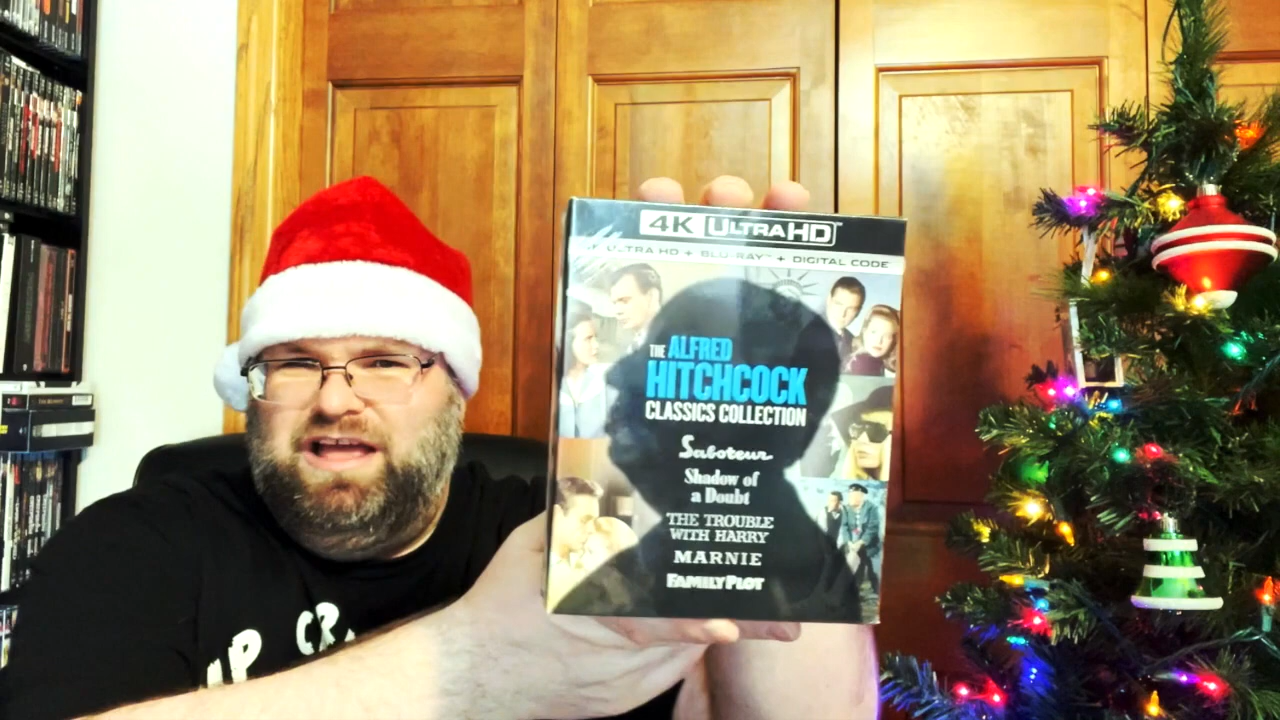 4K ULTRA HD
4K ULTRA HD + BLU-RAY™ + DIGITAL CODE
THE ALFRED
HITCHCOCK
CLASSICS COLLECTION
Saboteur
Shadow of
a Doubt
THE TROUBLE
WITH HARRY
MARNIE
FAMILY PLOT